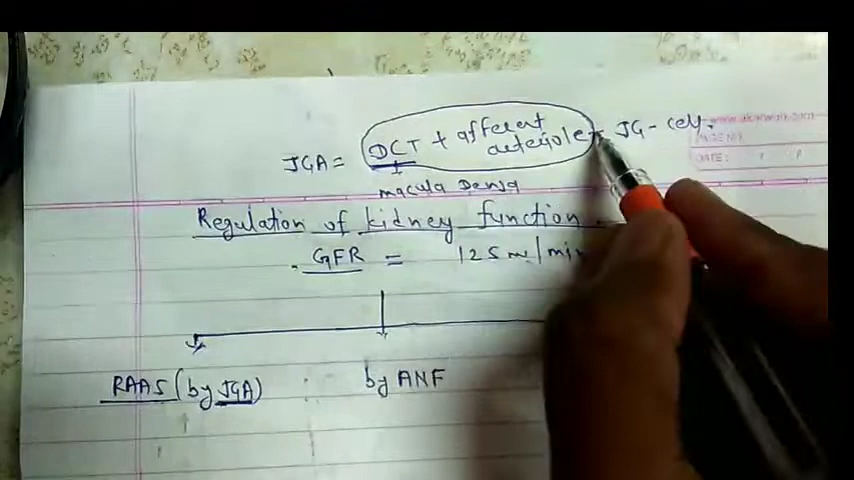 JGA = DCT + afferent arteriole - JG - cell.
macula Densa
Regulation of kidney function.
GFR = 125 ml/min
RAAS (by JGA)
by ANF
DATE: